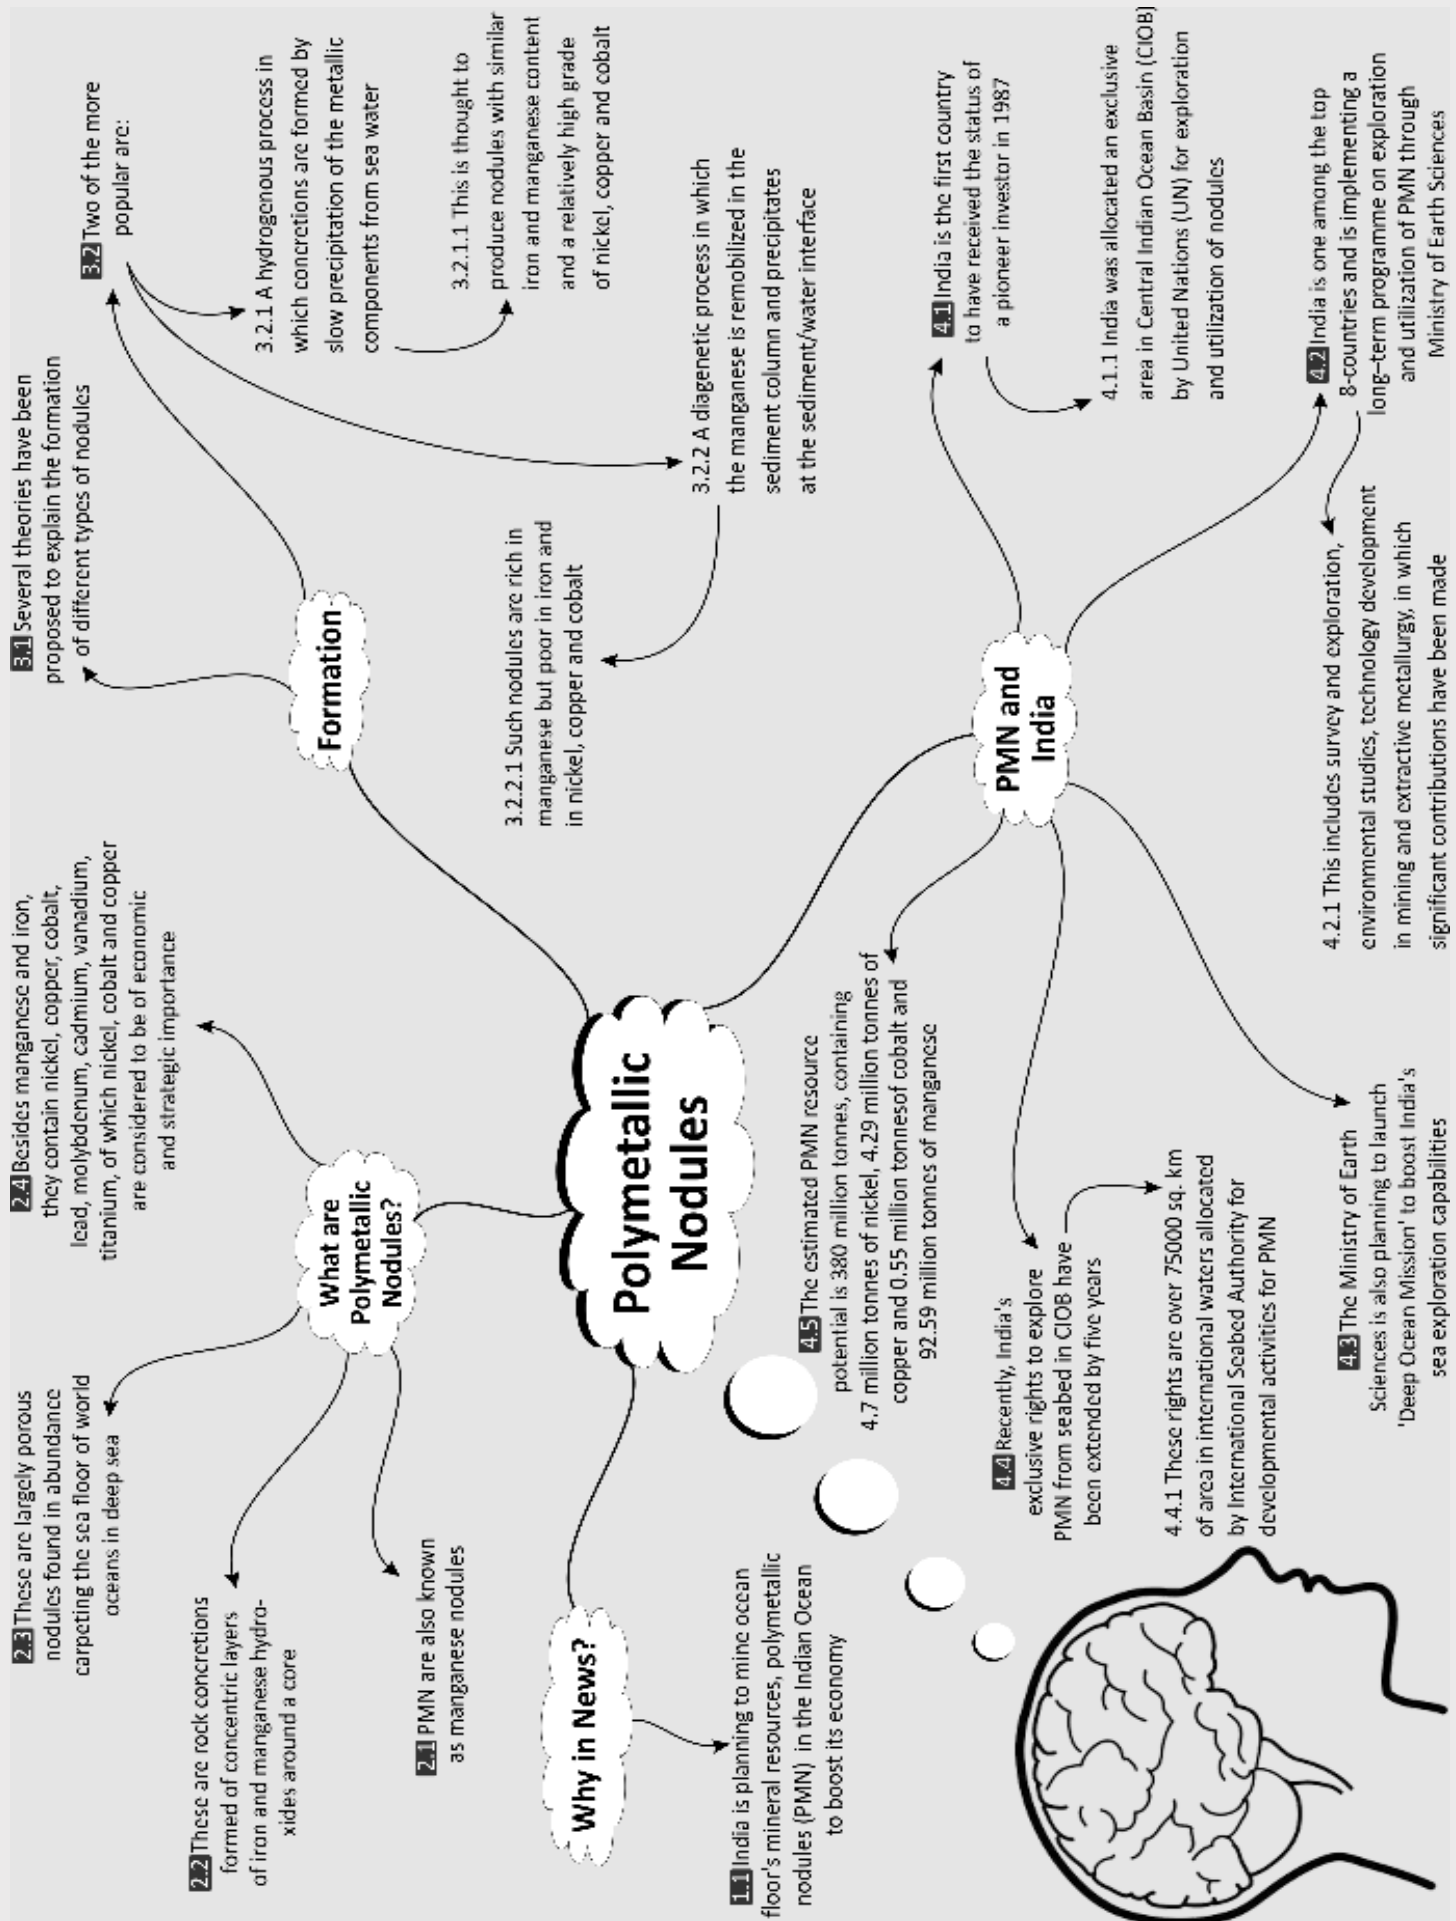 Polymetallic
Nodules
Why in News?
1.1 India is planning to mine ocean
floor's mineral resources, polymetallic
nodules (PMN) in the Indian Ocean
to boost its economy
What are
Polymetallic
Nodules?
2.1 PMN are also known
as manganese nodules
2.2 These are rock concretions
formed of concentric layers
of iron and manganese hydro-
xides around a core
2.3 These are largely porous
nodules found in abundance
carpeting the sea floor of world
oceans in deep sea
2.4 Besides manganese and iron,
they contain nickel, copper, cobalt,
lead, molybdenum, cadmium, vanadium,
titanium, of which nickel, cobalt and copper
are considered to be of economic
and strategic importance
Formation
3.1 Several theories have been
proposed to explain the formation
of different types of nodules
3.2 Two of the more
popular are:
3.2.1 A hydrogenous process in
which concretions are formed by
slow precipitation of the metallic
components from sea water
3.2.1.1 This is thought to
produce nodules with similar
iron and manganese content
and a relatively high grade
of nickel, copper and cobalt
3.2.2 A diagenetic process in which
the manganese is remobilized in the
sediment column and precipitates
at the sediment/water interface
3.2.2.1 Such nodules are rich in
manganese but poor in iron and
in nickel, copper and cobalt
PMN and
India
4.1 India is the first country
to have received the status of
a pioneer investor in 1987
4.1.1 India was allocated an exclusive
area in Central Indian Ocean Basin (CIOB)
by United Nations (UN) for exploration
and utilization of nodules
4.2 India is one among the top
8-countries and is implementing a
long–term programme on exploration
and utilization of PMN through
Ministry of Earth Sciences
4.2.1 This includes survey and exploration,
environmental studies, technology development
in mining and extractive metallurgy, in which
significant contributions have been made
4.3 The Ministry of Earth
Sciences is also planning to launch
'Deep Ocean Mission' to boost India's
sea exploration capabilities
4.4 Recently, India's
exclusive rights to explore
PMN from seabed in CIOB have
been extended by five years
4.4.1 These rights are over 75000 sq. km
of area in international waters allocated
by International Seabed Authority for
developmental activities for PMN
4.5 The estimated PMN resource
potential is 380 million tonnes, containing
4.7 million tonnes of nickel, 4.29 million tonnes of
copper and 0.55 million tonnesof cobalt and
92.59 million tonnes of manganese